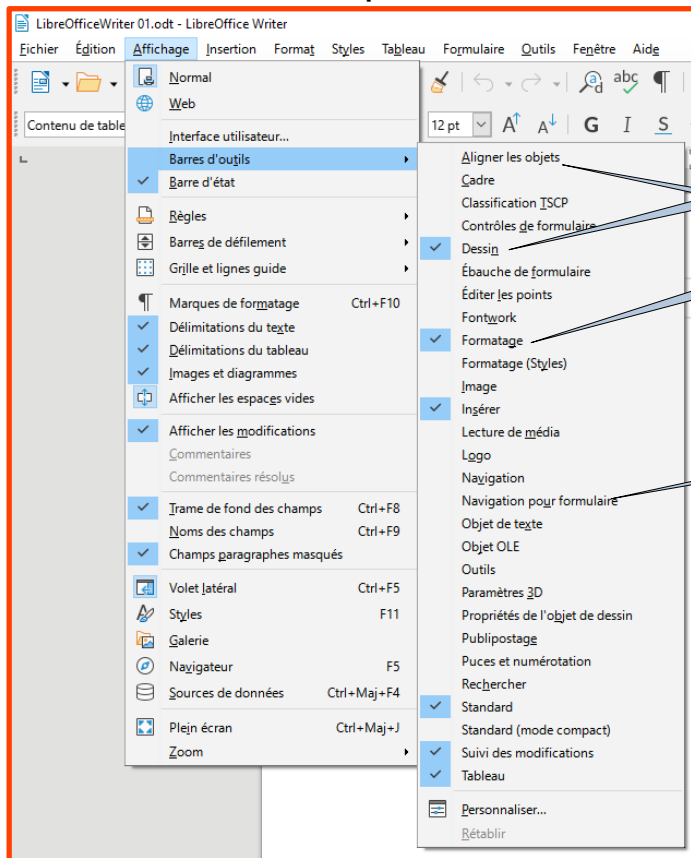 LibreOfficeWriter 01.odt - LibreOffice Writer
Fichier Édition Affichage Insertion Format Styles Tableau Formulaire Outils Fenêtre Aide
Contenu de table
12 pt
A A G I S
abc ¶
Normal
Web
Interface utilisateur...
Barres d'outils
Barre d'état
Règles
Barres de défilement
Grille et lignes guide
Marques de formatage Ctrl+F10
Délimitations du texte
Délimitations du tableau
Images et diagrammes
Afficher les espaces vides
Afficher les modifications
Commentaires
Commentaires résolus
Trame de fond des champs Ctrl+F8
Noms des champs Ctrl+F9
Champs paragraphes masqués
Volet latéral Ctrl+F5
Styles F11
Galerie
Navigateur F5
Sources de données Ctrl+Maj+F4
Plein écran Ctrl+Maj+J
Zoom
Aligner les objets
Cadre
Classification TSCP
Contrôles de formulaire
Dessin
Ébauche de formulaire
Éditer les points
Fontwork
Formatage
Formatage (Styles)
Image
Insérer
Lecture de média
Logo
Navigation
Navigation pour formulaire
Objet de texte
Objet OLE
Outils
Paramètres 3D
Propriétés de l'objet de dessin
Publipostage
Puces et numérotation
Rechercher
Standard
Standard (mode compact)
Suivi des modifications
Tableau
Personnaliser...
Rétablir